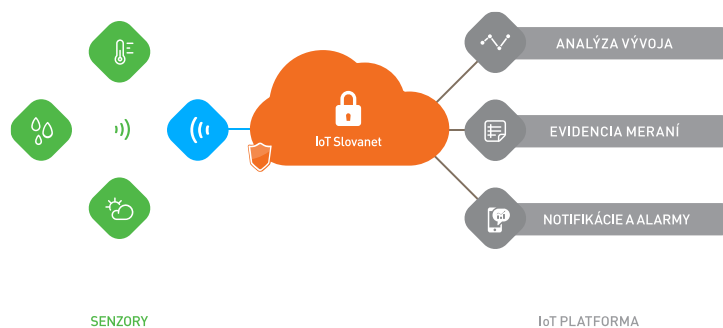 ANALÝZA VÝVOJA
IoT Slovanet
EVIDENCIA MERANÍ
NOTIFIKÁCIE A ALARMY
SENZORY
IoT PLATFORMA